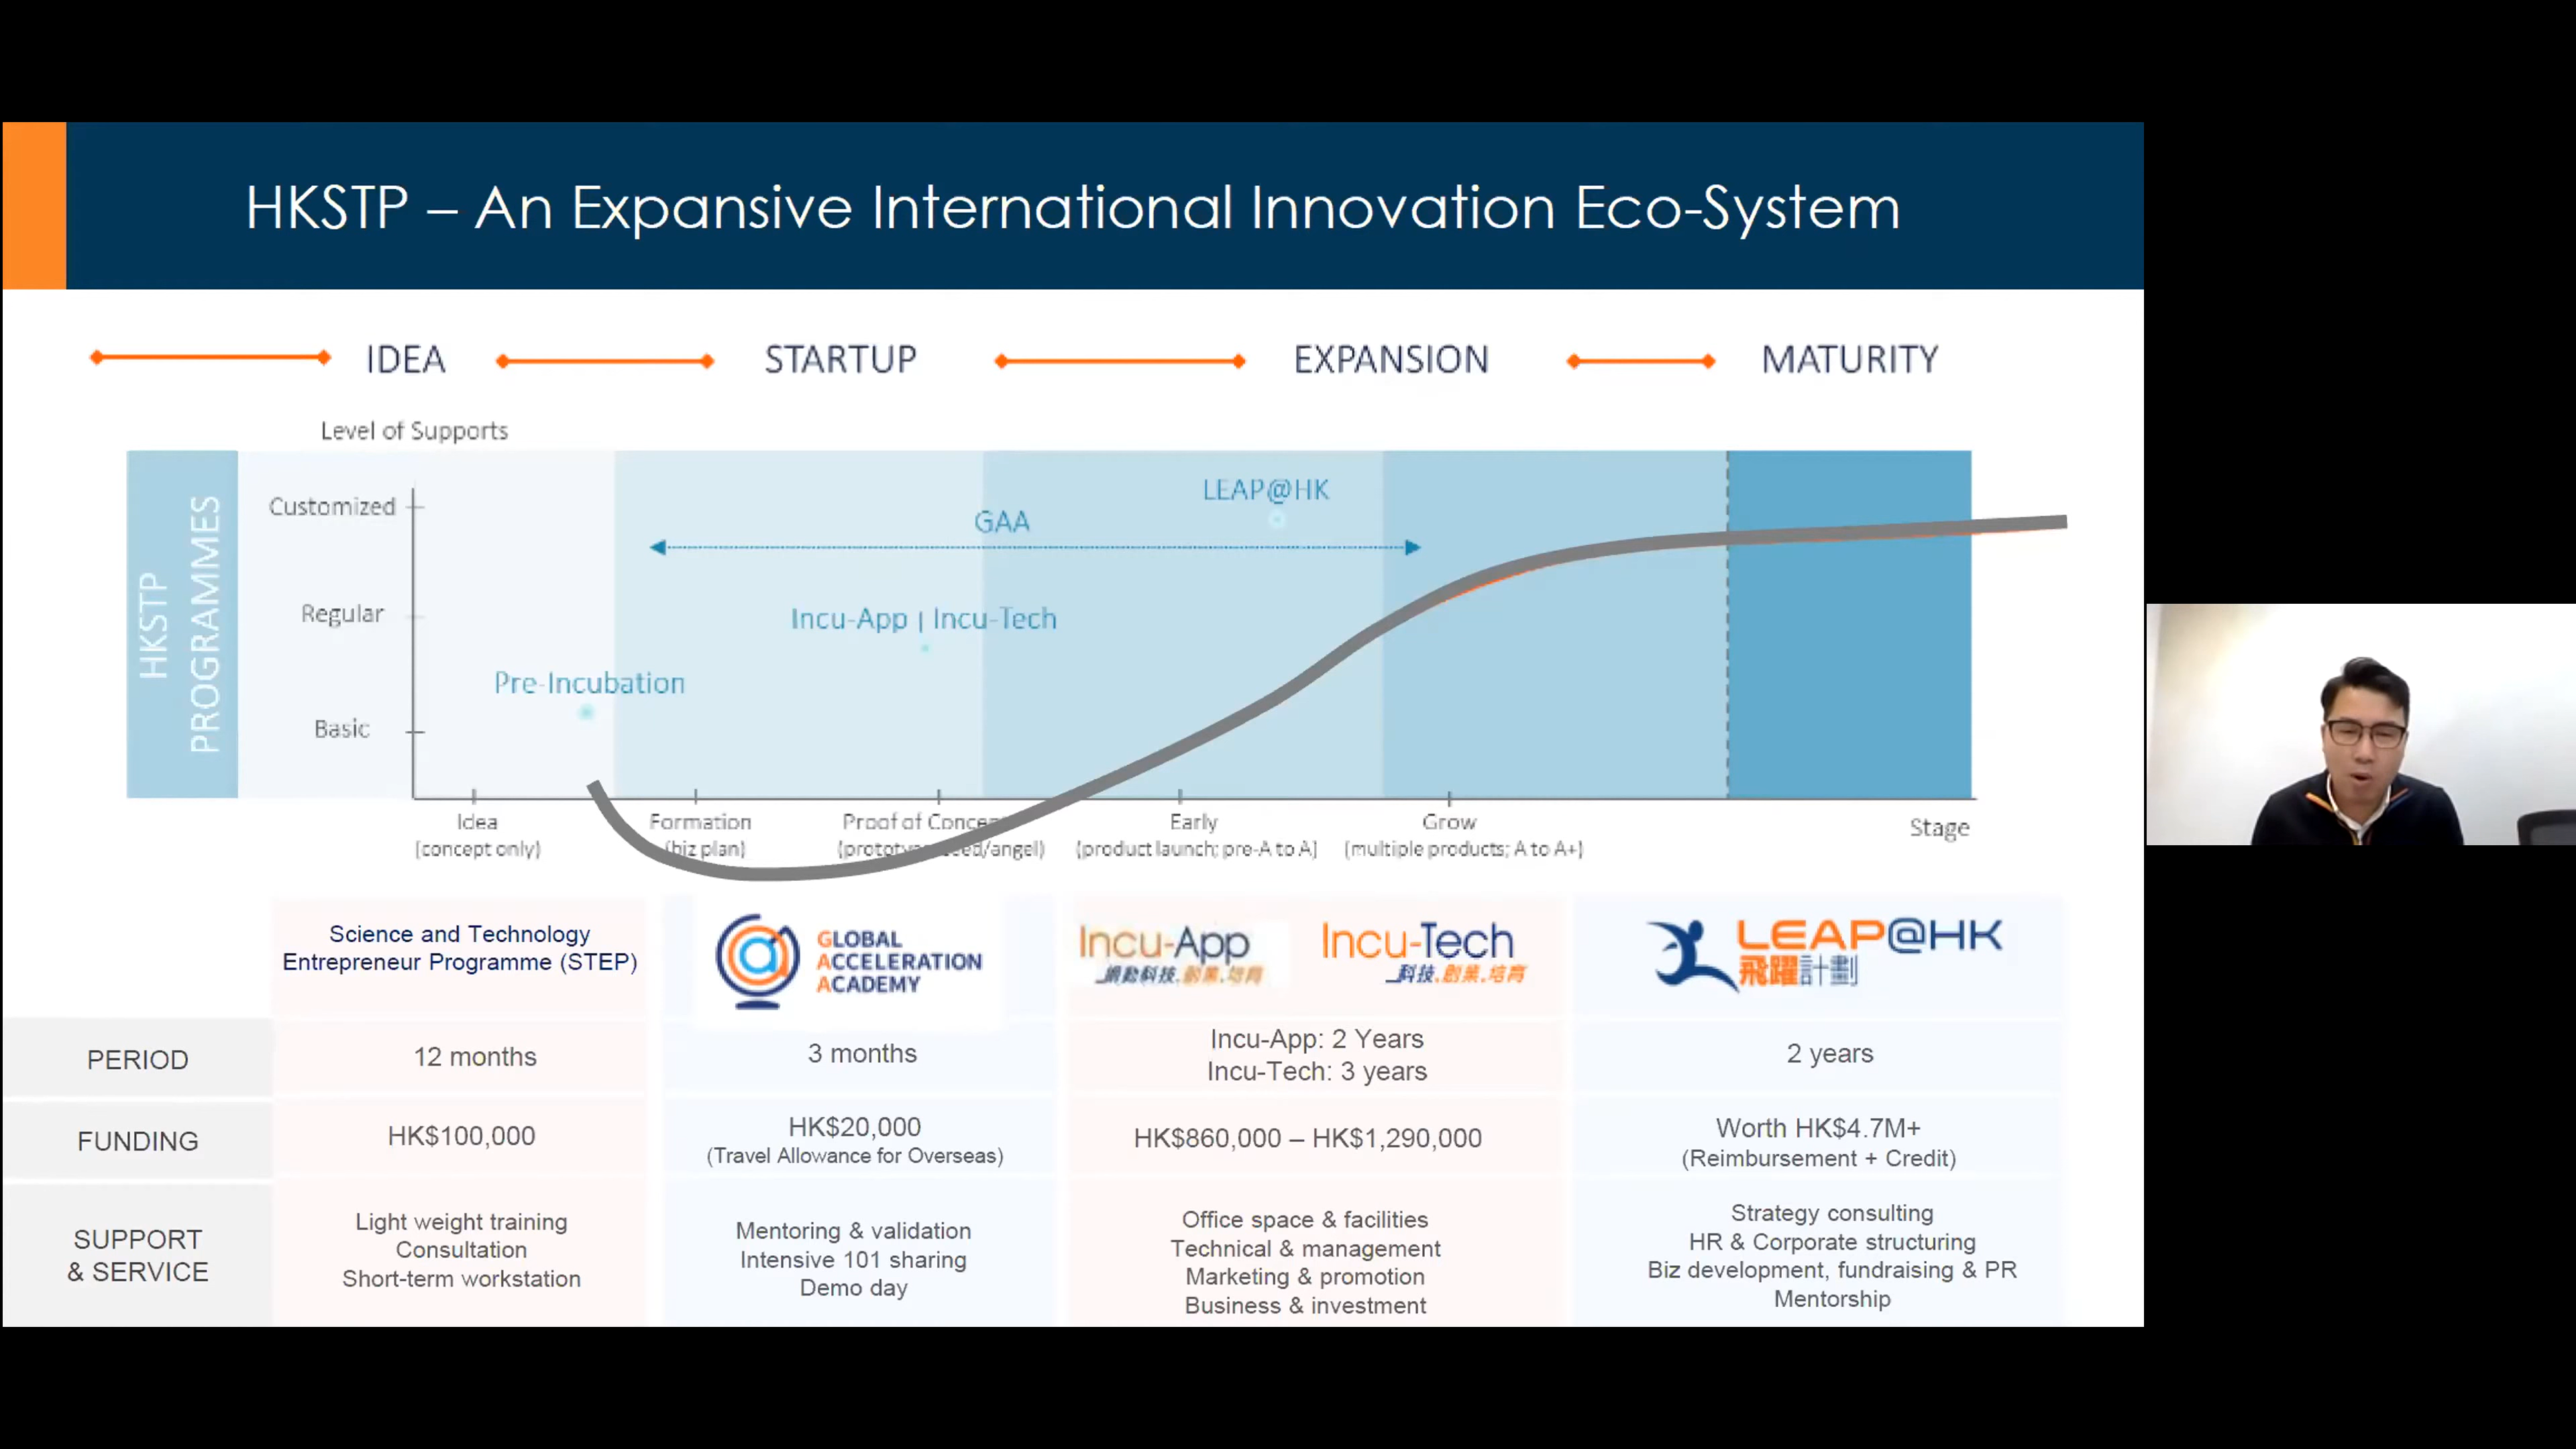 HKSTP – An Expansive International Innovation Eco-System
IDEA
STARTUP
EXPANSION
MATURITY
Level of Supports
HKSTP
PROGRAMMES
Customized
Regular
Basic
LEAP@HK
GAA
Incu-App | Incu-Tech
Pre-Incubation
Idea
(concept only)
Formation
(biz plan)
Proof of
Early
(product launch; pre-A to A)
Grow
(multiple products; A to A+)
Stage
Science and Technology
Entrepreneur Programme (STEP)
GLOBAL
ACCELERATION
ACADEMY
Incu-App
網動科技.創業.培育
Incu-Tech
科技.創業.培育
LEAP@HK
飛躍計劃
PERIOD
12 months
3 months
Incu-App: 2 Years
Incu-Tech: 3 years
2 years
FUNDING
HK$100,000
HK$20,000
(Travel Allowance for Overseas)
HK$860,000 – HK$1,290,000
Worth HK$4.7M+
(Reimbursement + Credit)
SUPPORT
& SERVICE
Light weight training
Consultation
Short-term workstation
Mentoring & validation
Intensive 101 sharing
Demo day
Office space & facilities
Technical & management
Marketing & promotion
Business & investment
Strategy consulting
HR & Corporate structuring
Biz development, fundraising & PR
Mentorship